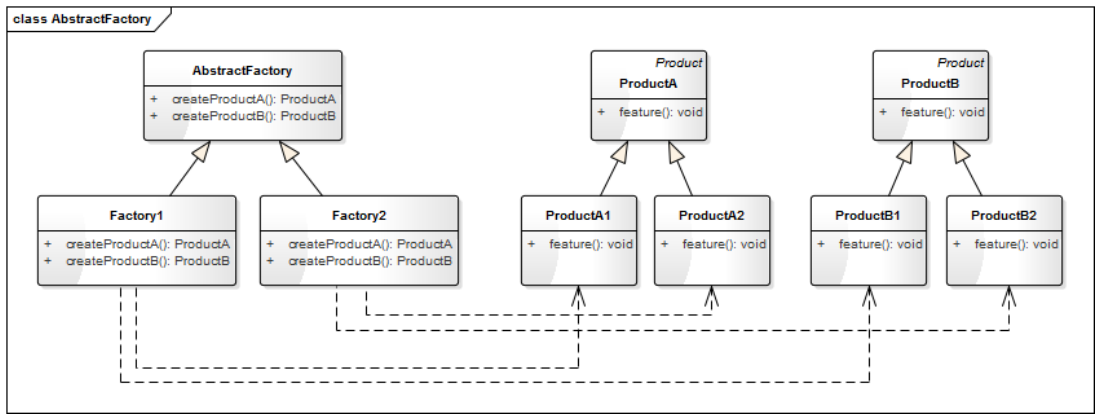 class AbstractFactory
AbstractFactory
+ createProductA(): ProductA
+ createProductB(): ProductB
Product
ProductA
+ feature(): void
Product
ProductB
+ feature(): void
Factory1
+ createProductA(): ProductA
+ createProductB(): ProductB
Factory2
+ createProductA(): ProductA
+ createProductB(): ProductB
ProductA1
+ feature(): void
ProductA2
+ feature(): void
ProductB1
+ feature(): void
ProductB2
+ feature(): void